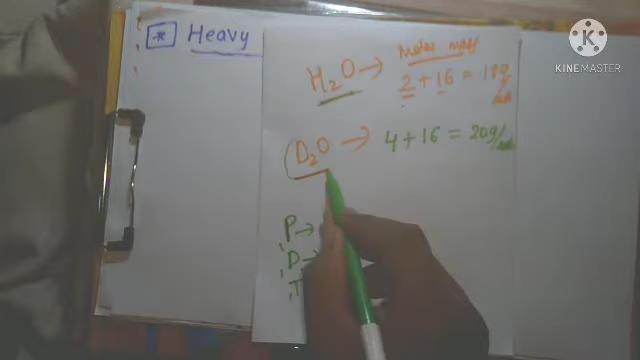 * Heavy
Molar mass
H₂O → 2 + 16 = 18g
D₂O → 4 + 16 = 20g/
P →
D →
T
KINEMASTER